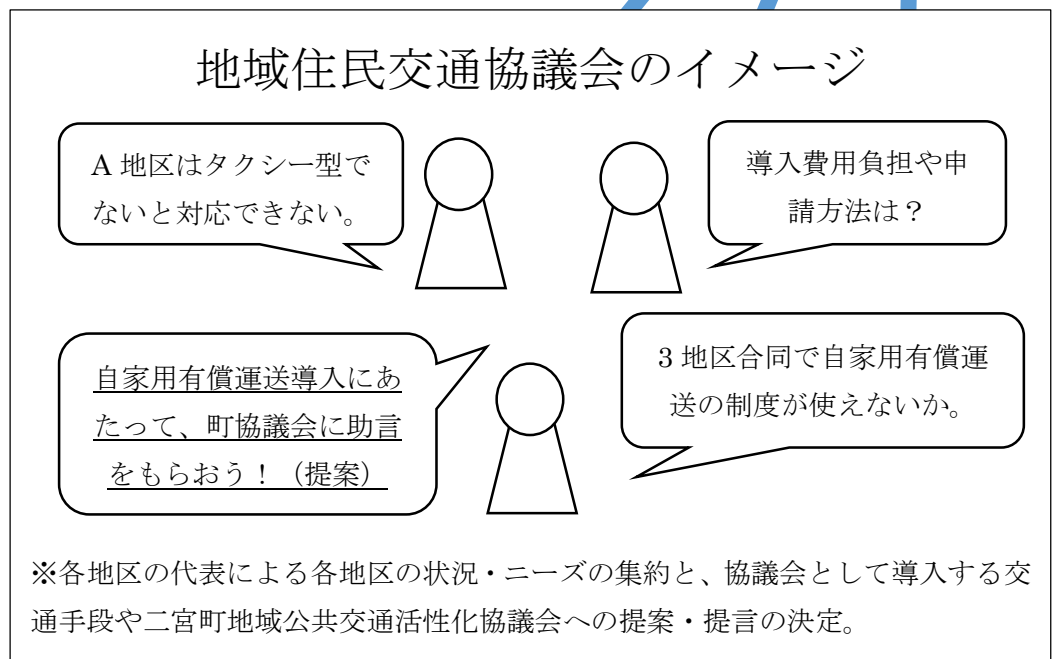 地域住民交通協議会のイメージ
A 地区はタクシー型で
ないと対応できない。
導入費用負担や申
請方法は？
自家用有償運送導入にあ
たって、町協議会に助言
をもらおう！（提案）
3 地区合同で自家用有償運
送の制度が使えないか。
※各地区の代表による各地区の状況・ニーズの集約と、協議会として導入する交
通手段や二宮町地域公共交通活性化協議会への提案・提言の決定。